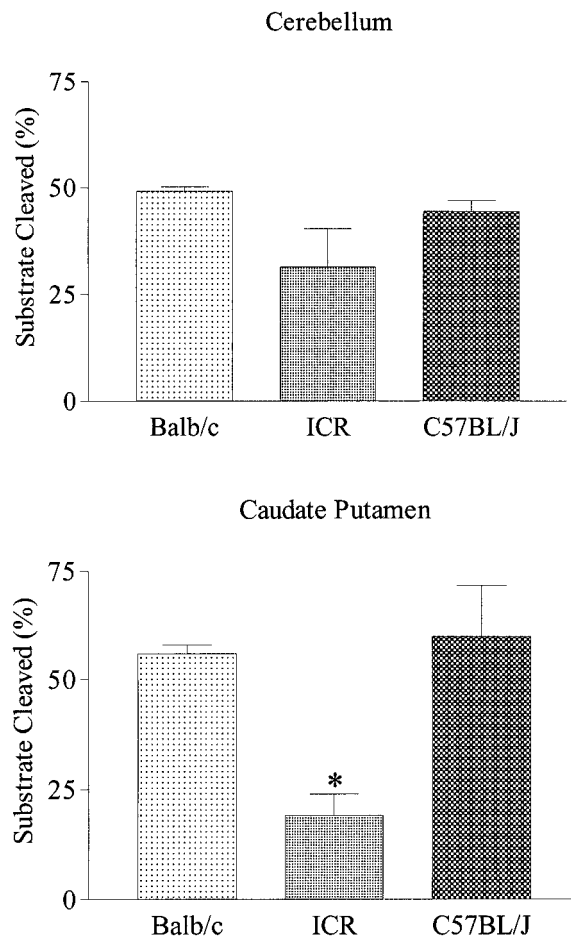 Cerebellum
Substrate Cleaved (%)
75
50
25
0
Balb/c ICR C57BL/J
Caudate Putamen
Substrate Cleaved (%)
75
50
25
0
*
Balb/c ICR C57BL/J